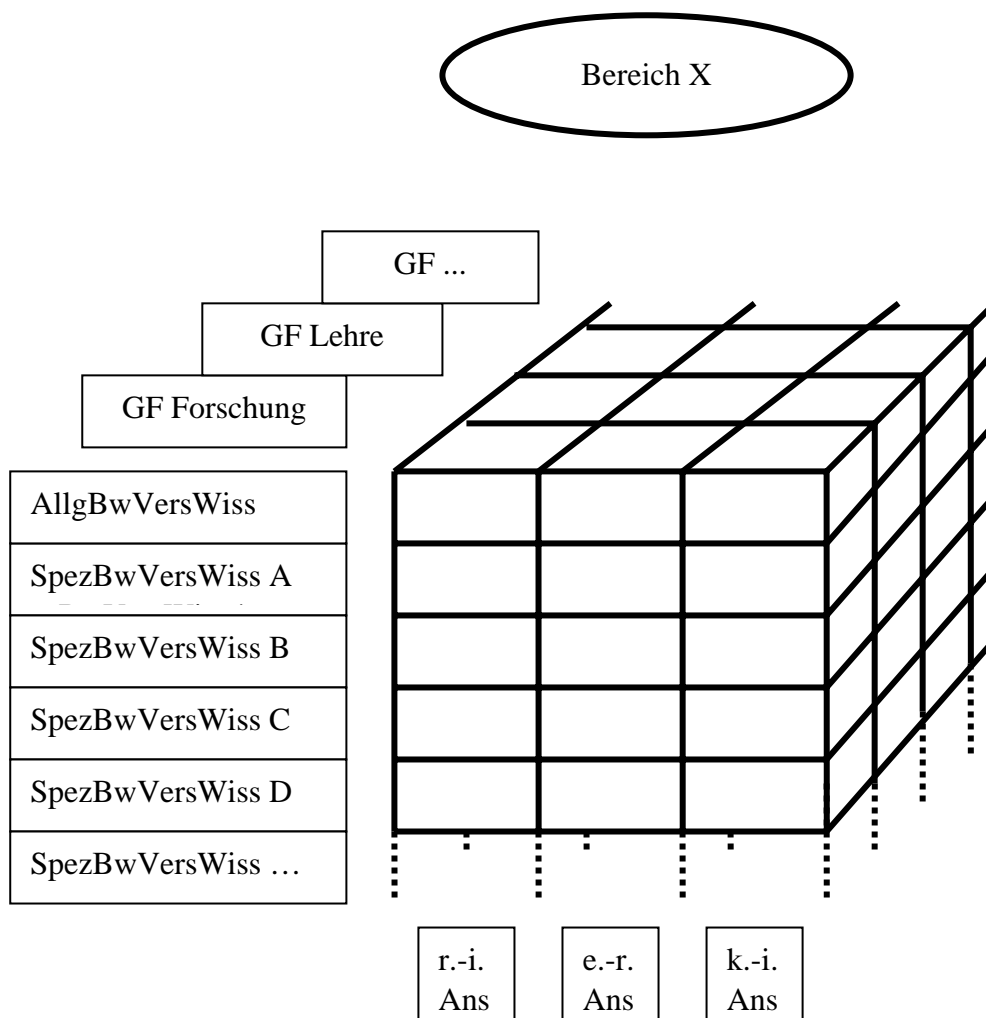 Bereich X
GF ...
GF Lehre
GF Forschung
AllgBwVersWiss
SpezBwVersWiss A
SpezBwVersWiss B
SpezBwVersWiss C
SpezBwVersWiss D
SpezBwVersWiss …
r.-i.
Ans
e.-r.
Ans
k.-i.
Ans